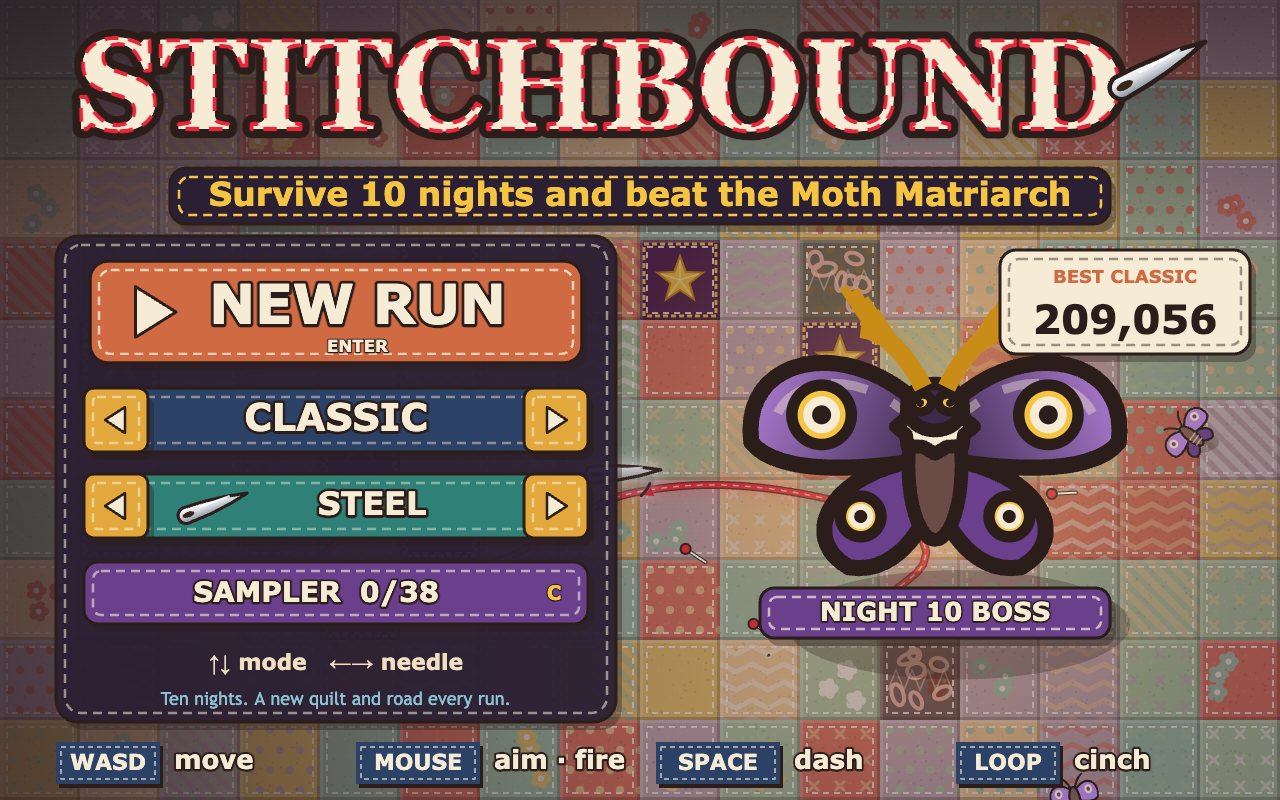 STITCHBOUND
Survive 10 nights and beat the Moth Matriarch
NEW RUN
ENTER
CLASSIC
STEEL
SAMPLER 0/38 C
↑↓ mode ←→ needle
Ten nights. A new quilt and road every run.
BEST CLASSIC
209,056
NIGHT 10 BOSS
WASD move MOUSE aim · fire SPACE dash LOOP cinch